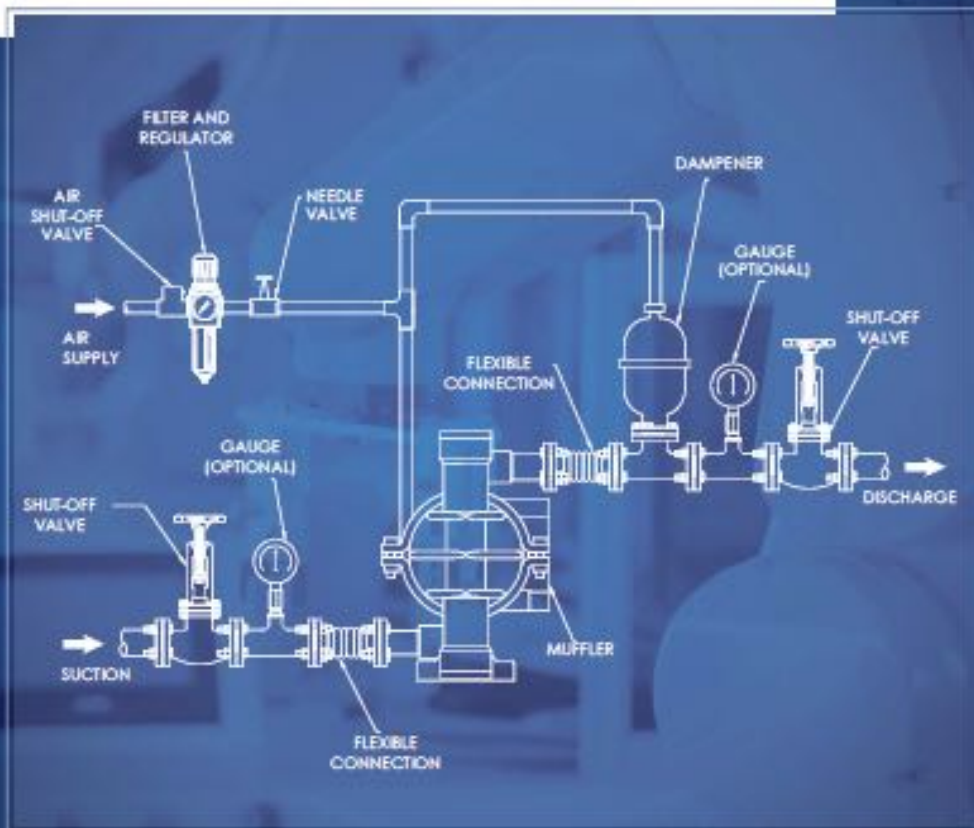 FILTER AND
REGULATOR
DAMPENER
AIR
SHUT-OFF
VALVE
NEEDLE
VALVE
GAUGE
(OPTIONAL)
AIR
SUPPLY
SHUT-OFF
VALVE
FLEXIBLE
CONNECTION
GAUGE
(OPTIONAL)
DISCHARGE
SHUT-OFF
VALVE
MUFFLER
SUCTION
FLEXIBLE
CONNECTION